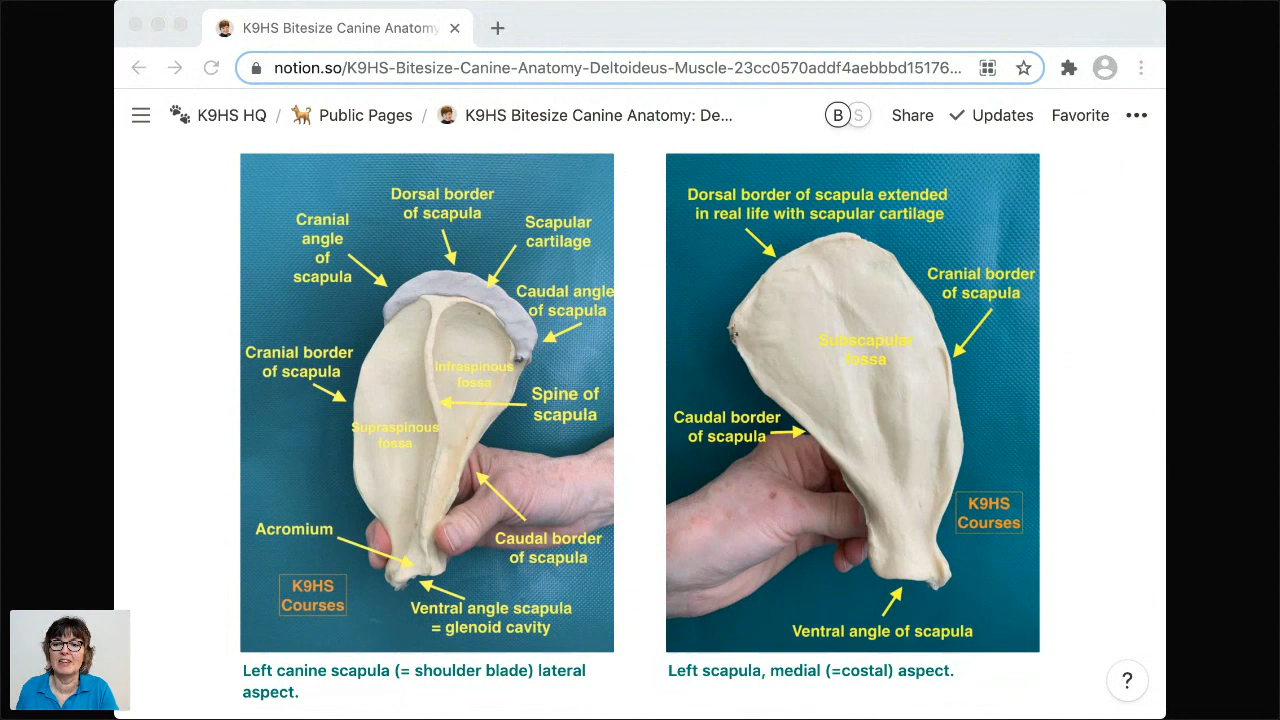 K9HS Bitesize Canine Anatomy
notion.so/K9HS-Bitesize-Canine-Anatomy-Deltoideus-Muscle-23cc0570addf4aebbbd15176...
K9HS HQ / Public Pages / K9HS Bitesize Canine Anatomy: De...
B S Share Updates Favorite
Dorsal border
of scapula
Cranial
angle
of
scapula
Scapular
cartilage
Caudal angle
of scapula
Cranial border
of scapula
Infraspinous
fossa
Spine of
scapula
Supraspinous
fossa
Acromium
Caudal border
of scapula
K9HS
Courses
Ventral angle scapula
= glenoid cavity
Left canine scapula (= shoulder blade) lateral
aspect.
Dorsal border of scapula extended
in real life with scapular cartilage
Cranial border
of scapula
Subscapular
fossa
Caudal border
of scapula
K9HS
Courses
Ventral angle of scapula
Left scapula, medial (=costal) aspect.
?